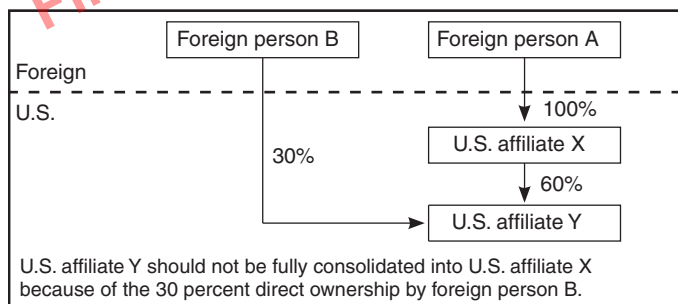 Foreign person B
Foreign person A
Foreign
U.S.
100%
U.S. affiliate X
30%
60%
U.S. affiliate Y
U.S. affiliate Y should not be fully consolidated into U.S. affiliate X
because of the 30 percent direct ownership by foreign person B.